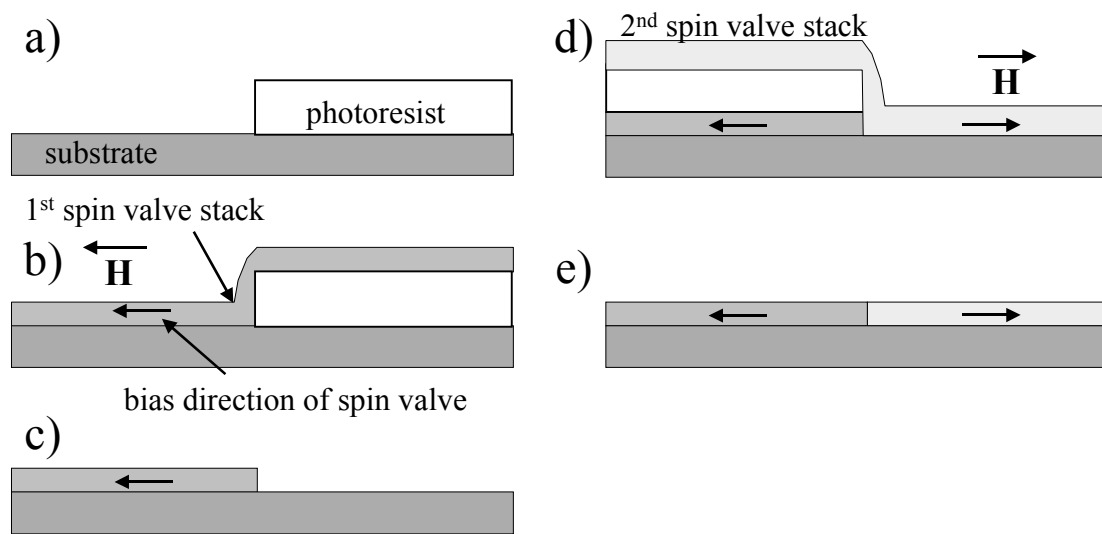 a)
photoresist
substrate
1st spin valve stack
b)
H
bias direction of spin valve
c)
2nd spin valve stack
d)
H
e)